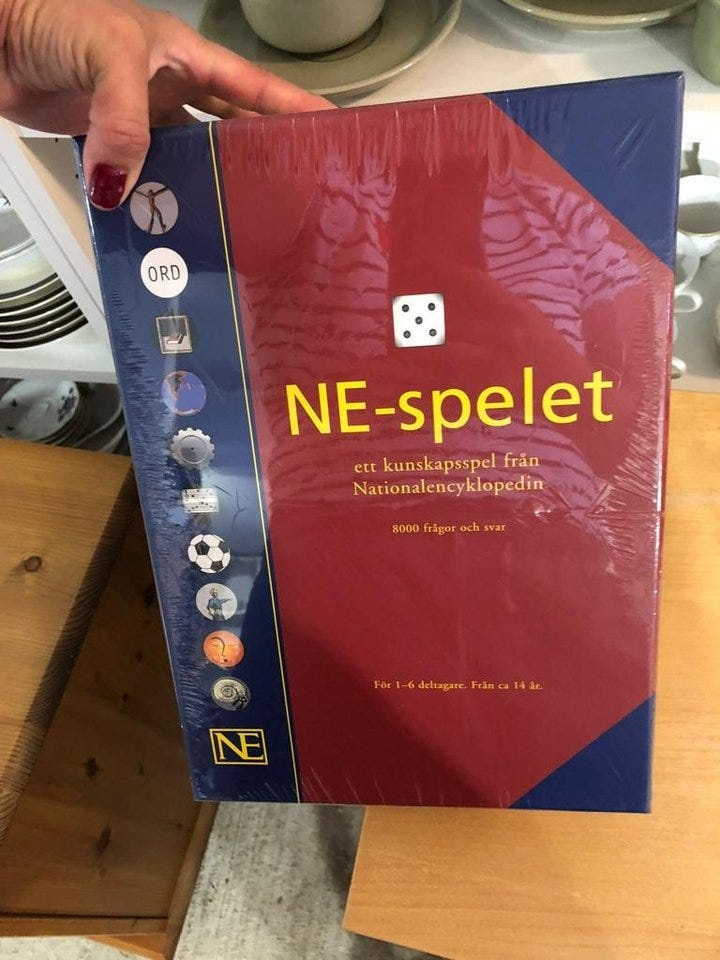 ORD
NE-spelet
ett kunskapsspel från
Nationalencyklopedin
8000 frågor och svar
För 1–6 deltagare. Från ca 14 år.
NE